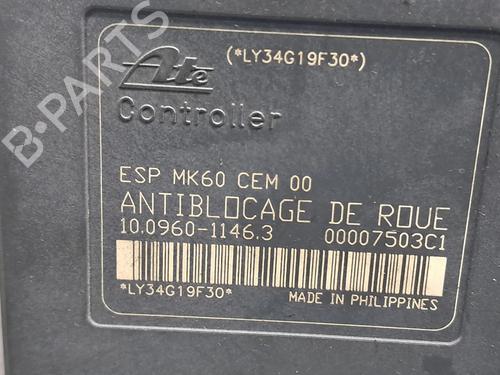 (*LY34G19F30*)
Ate
Controller
ESP MK60 CEM 00
ANTIBLOCAGE DE ROUE
10.0960-1146.3 00007503C1
*LY34G19F30* MADE IN PHILIPPINES
B-PARTS